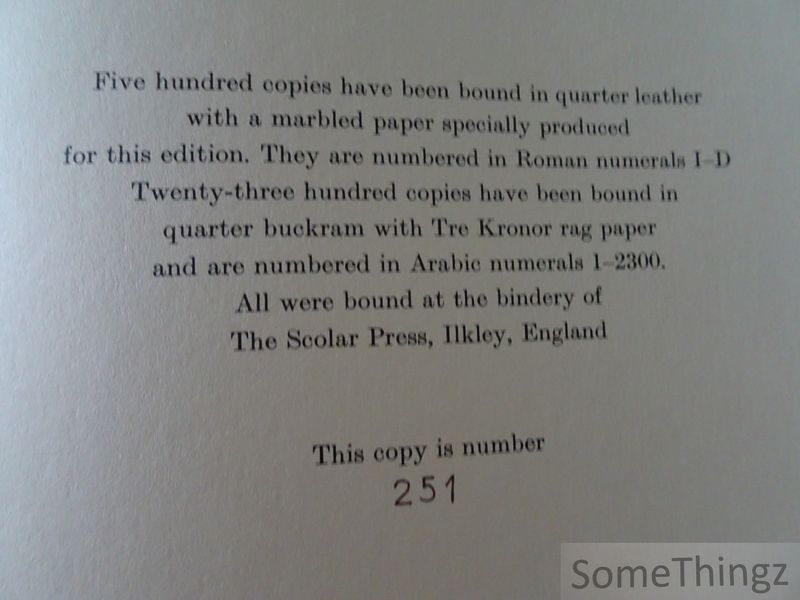 Five hundred copies have been bound in quarter leather
with a marbled paper specially produced
for this edition. They are numbered in Roman numerals I–D
Twenty-three hundred copies have been bound in
quarter buckram with Tre Kronor rag paper
and are numbered in Arabic numerals 1–2300.
All were bound at the bindery of
The Scolar Press, Ilkley, England
This copy is number
251
SomeThingz